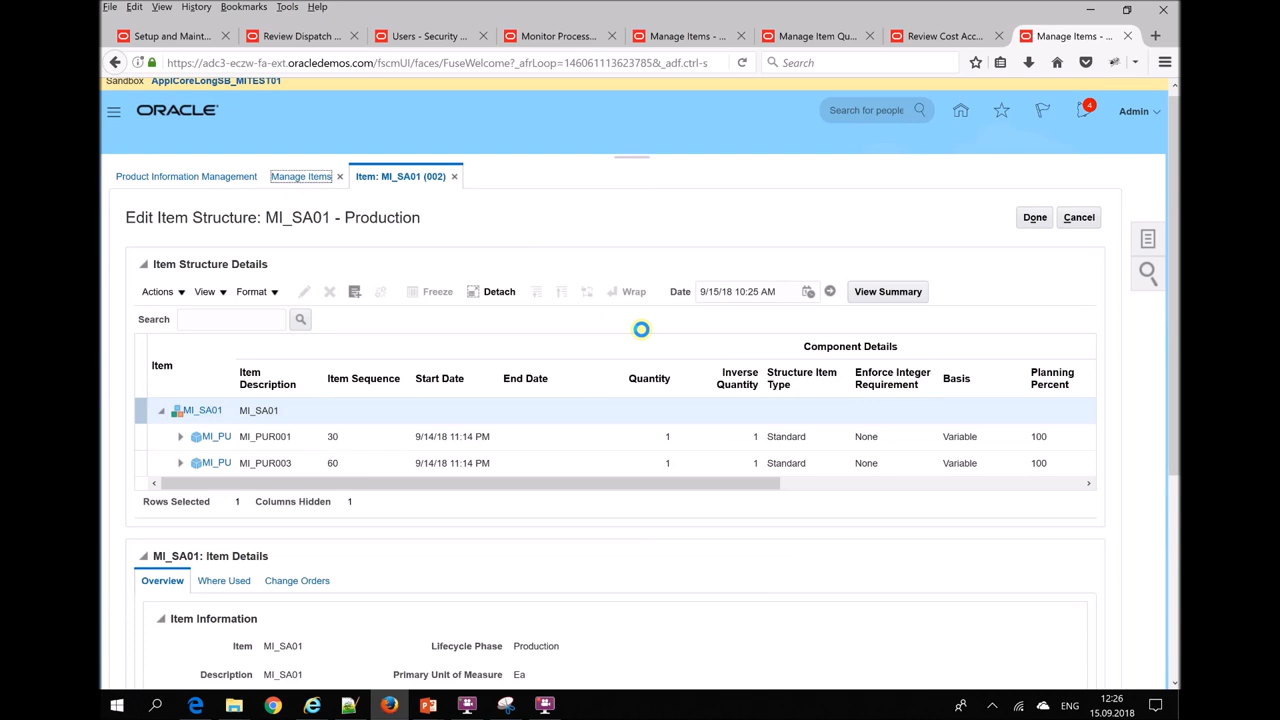 File Edit View History Bookmarks Tools Help
Setup and Maint... × Review Dispatch ... × Users - Security ... × Monitor Process... × Manage Items - ... × Manage Item Qu... × Review Cost Acc... × Manage Items - ... ×
https://adc3-eczw-fa-ext.oracledemos.com/fscmUI/faces/FuseWelcome?_afrLoop=14606111362378​5&_adf.ctrl-s Search
Sandbox ApplCoreLongSB_MITEST01
ORACLE Search for people 4 Admin
Product Information Management Manage Items × Item: MI_SA01 (002) ×
Edit Item Structure: MI_SA01 - Production Done Cancel
Item Structure Details
Actions View Format Freeze Detach Wrap Date 9/15/18 10:25 AM View Summary
Search
Component Details
Item Item Description Item Sequence Start Date End Date Quantity Inverse Quantity Structure Item Type Enforce Integer Requirement Basis Planning Percent
MI_SA01 MI_SA01
MI_PU MI_PUR001 30 9/14/18 11:14 PM 1 1 Standard None Variable 100
MI_PU MI_PUR003 60 9/14/18 11:14 PM 1 1 Standard None Variable 100
Rows Selected 1 Columns Hidden 1
MI_SA01: Item Details
Overview Where Used Change Orders
Item Information
Item MI_SA01 Lifecycle Phase Production
Description MI_SA01 Primary Unit of Measure Ea
ENG 12:26
15.09.2018